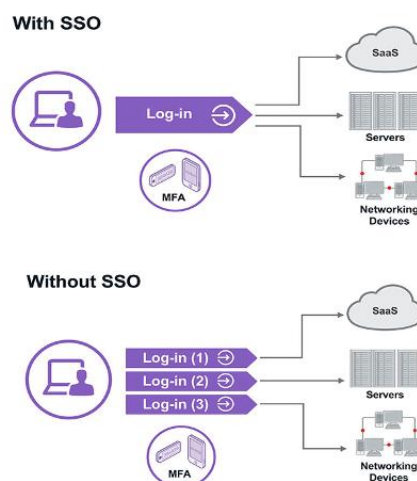 With SSO
SaaS
Log-in
Servers
MFA
Networking
Devices
Without SSO
SaaS
Log-in (1)
Log-in (2)
Log-in (3)
Servers
MFA
Networking
Devices